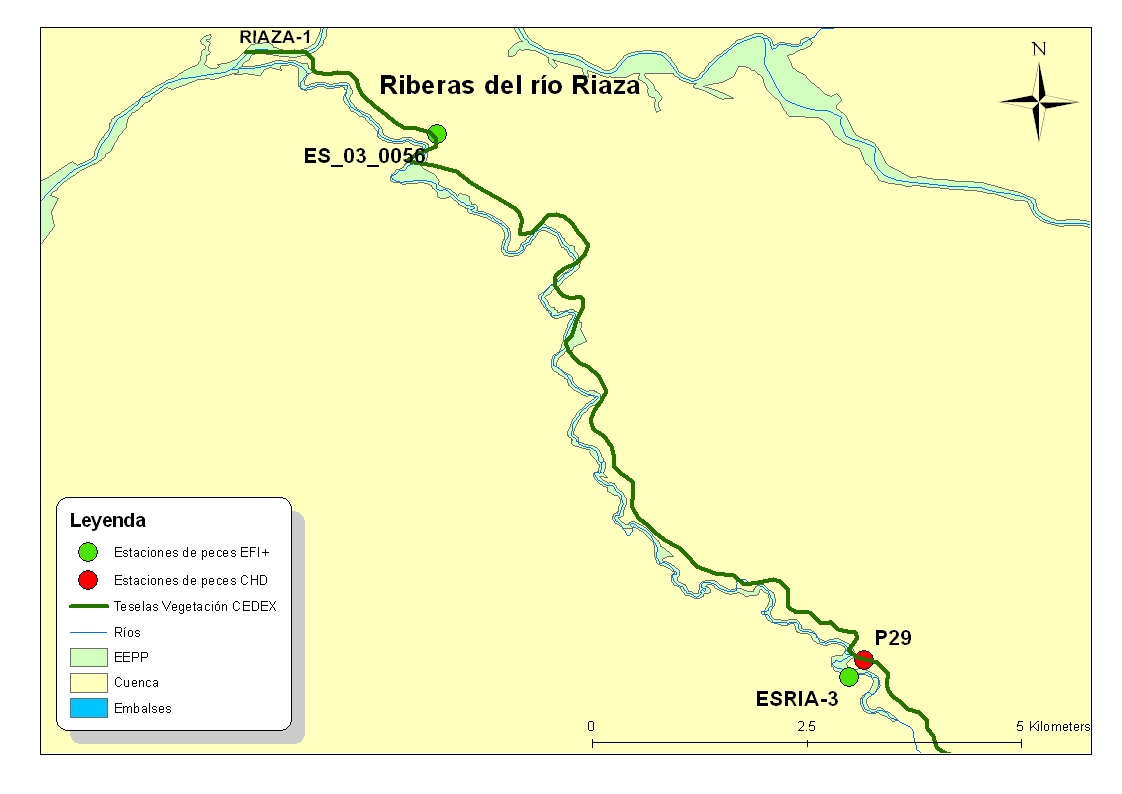 RIAZA-1
N
Riberas del río Riaza
ES_03_0056
Leyenda
Estaciones de peces EFI+
Estaciones de peces CHD
Teselas Vegetación CEDEX
Ríos
EEPP
Cuenca
Embalses
P29
ESRIA-3
0 2.5 5 Kilometers